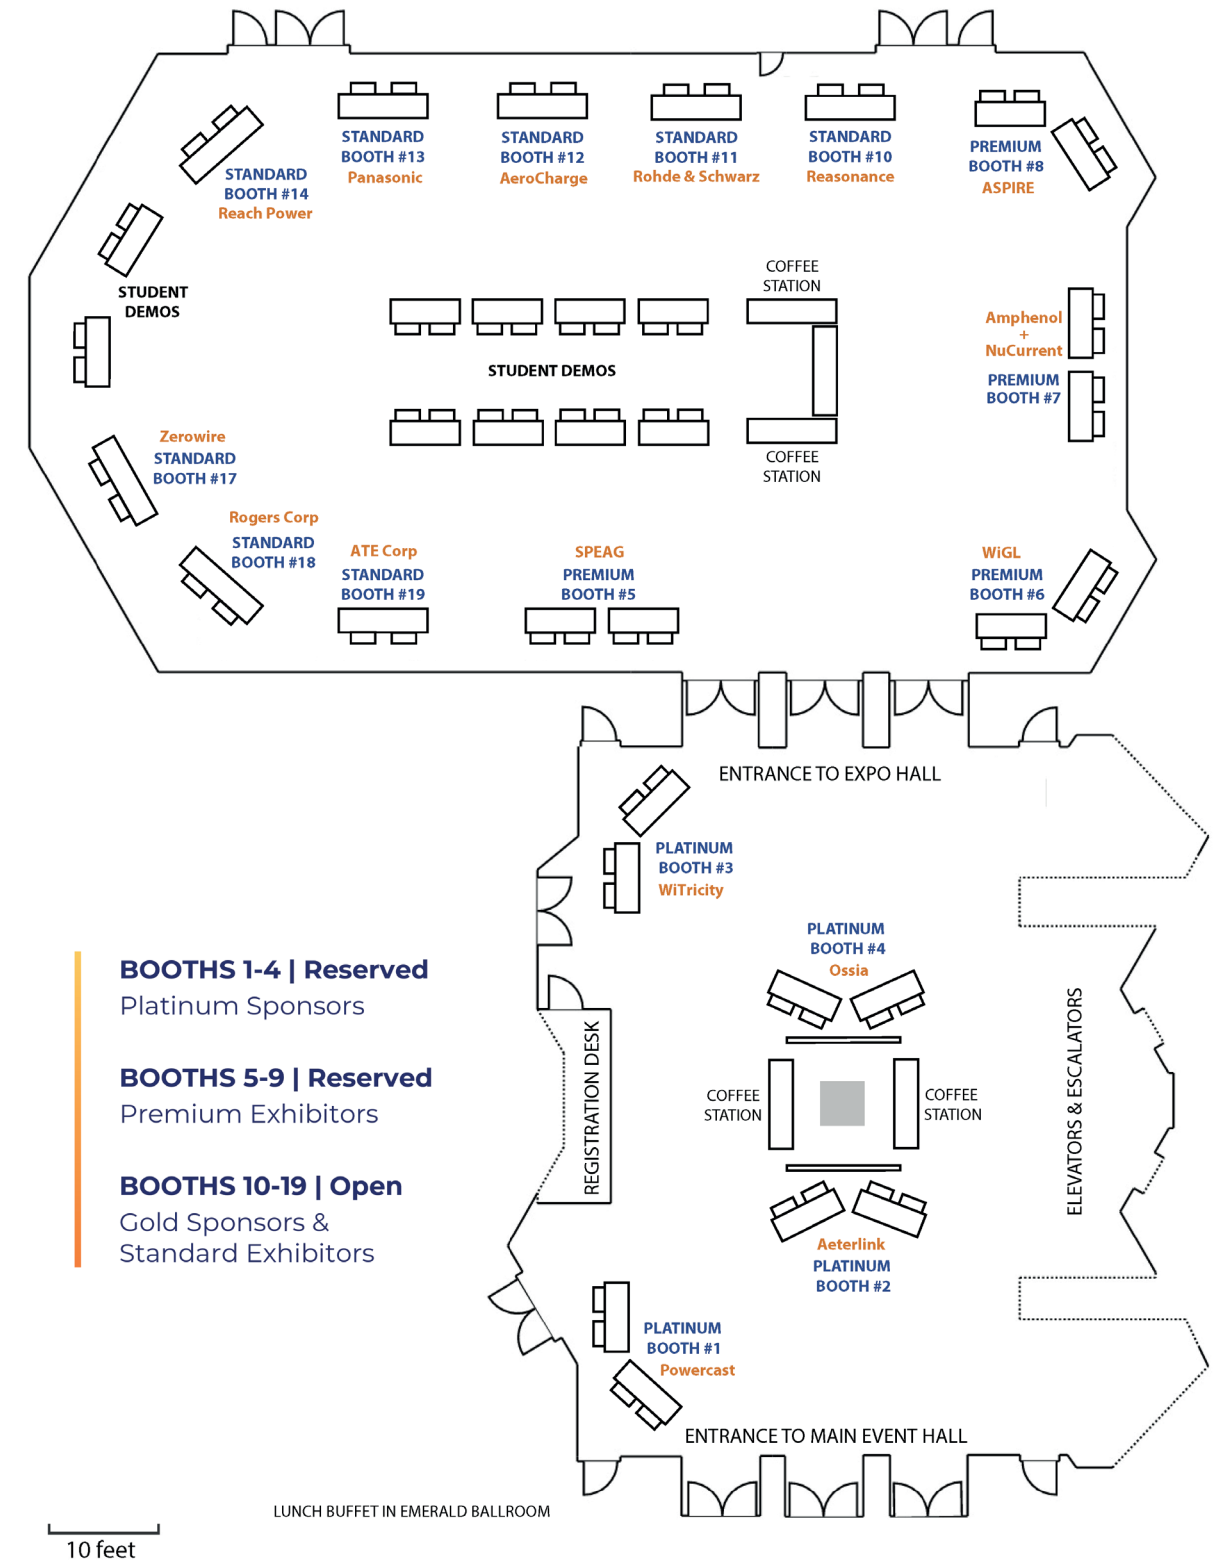 STANDARD
BOOTH #13
Panasonic
STANDARD
BOOTH #12
AeroCharge
STANDARD
BOOTH #11
Rohde & Schwarz
STANDARD
BOOTH #10
Reasonance
PREMIUM
BOOTH #8
ASPIRE
STANDARD
BOOTH #14
Reach Power
STUDENT
DEMOS
COFFEE
STATION
Amphenol
+
NuCurrent
PREMIUM
BOOTH #7
STUDENT DEMOS
COFFEE
STATION
Zerowire
STANDARD
BOOTH #17
Rogers Corp
STANDARD
BOOTH #18
ATE Corp
STANDARD
BOOTH #19
SPEAG
PREMIUM
BOOTH #5
WiGL
PREMIUM
BOOTH #6
ENTRANCE TO EXPO HALL
PLATINUM
BOOTH #3
WiTricity
PLATINUM
BOOTH #4
Ossia
BOOTHS 1-4 | Reserved
Platinum Sponsors
BOOTHS 5-9 | Reserved
Premium Exhibitors
BOOTHS 10-19 | Open
Gold Sponsors &
Standard Exhibitors
REGISTRATION DESK
COFFEE
STATION
COFFEE
STATION
ELEVATORS & ESCALATORS
Aeterlink
PLATINUM
BOOTH #2
PLATINUM
BOOTH #1
Powercast
ENTRANCE TO MAIN EVENT HALL
LUNCH BUFFET IN EMERALD BALLROOM
10 feet